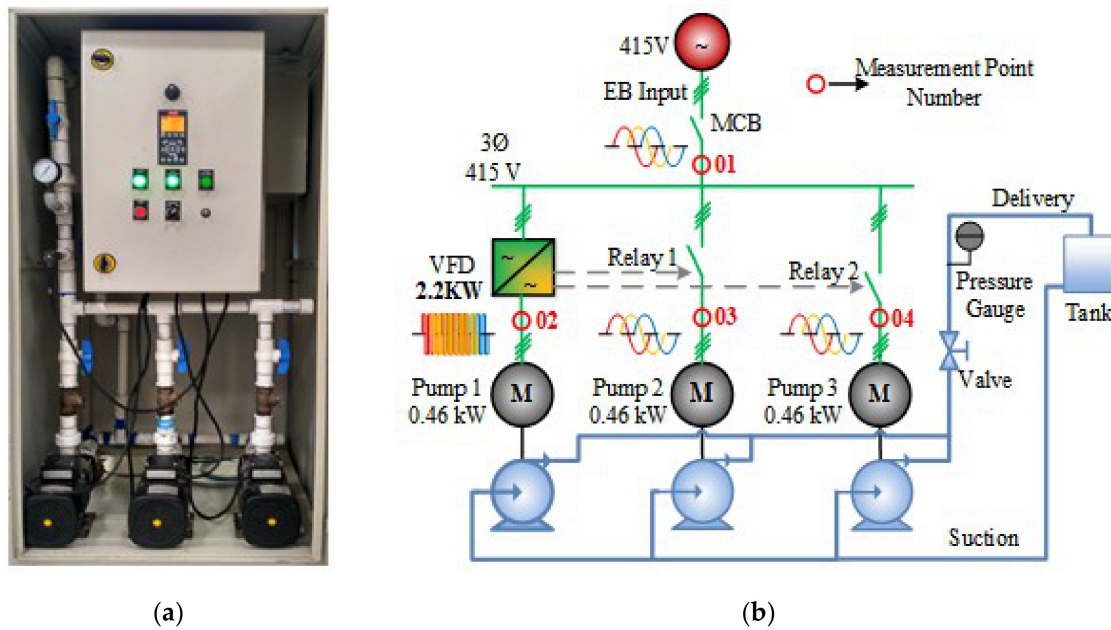 415V
~
EB Input
Measurement Point
Number
MCB
3Ø
415 V
01
Delivery
VFD
2.2KW
~
~
Relay 1
Relay 2
Pressure
Gauge
Tank
02
03
04
Valve
Pump 1
0.46 kW
M
Pump 2
0.46 kW
M
Pump 3
0.46 kW
M
Suction
(a)
(b)